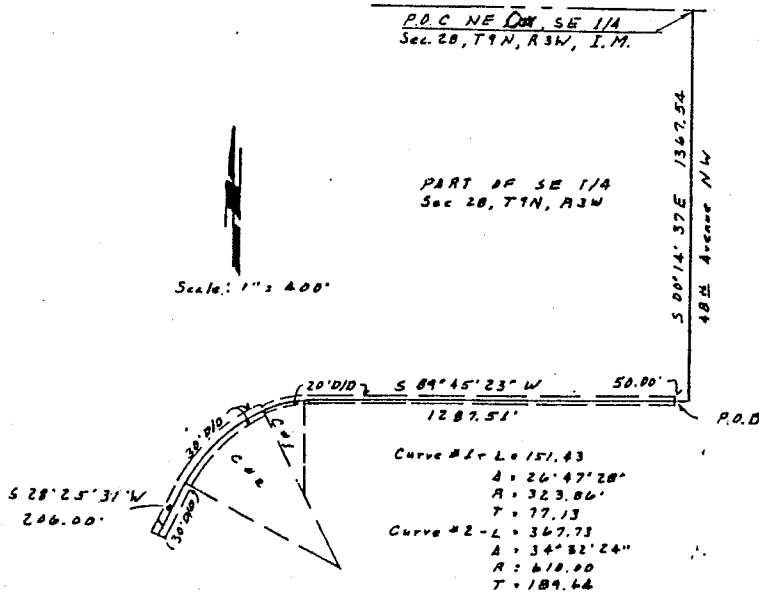 P.O.C NE Cor, SE 1/4
Sec. 28, T9N, R3W, I.M.
S 00°14'37 E 1367.54
48th Avenue NW
PART OF SE 1/4
Sec 28, T9N, R3W
Scale: 1" = 400'
20' D/D
S 89°45'23" W
50.00'
1287.51'
P.O.B
30' D/D
C #1
C #2
S 28°25'31"W
206.00'
(30' D/D)
Curve #1 - L = 151.43
Δ = 26°47'28"
R = 323.86'
T = 77.13
Curve #2 - L = 367.73
Δ = 34°32'24"
R = 610.00
T = 189.64